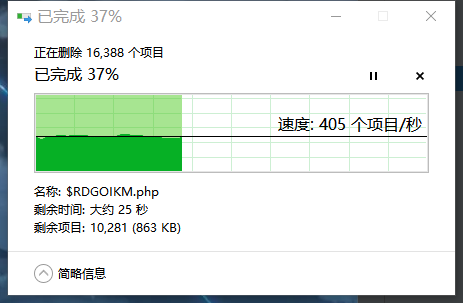 已完成 37%
正在删除 16,388 个项目
已完成 37%
速度: 405 个项目/秒
名称: $RDGOIKM.php
剩余时间: 大约 25 秒
剩余项目: 10,281 (863 KB)
简略信息